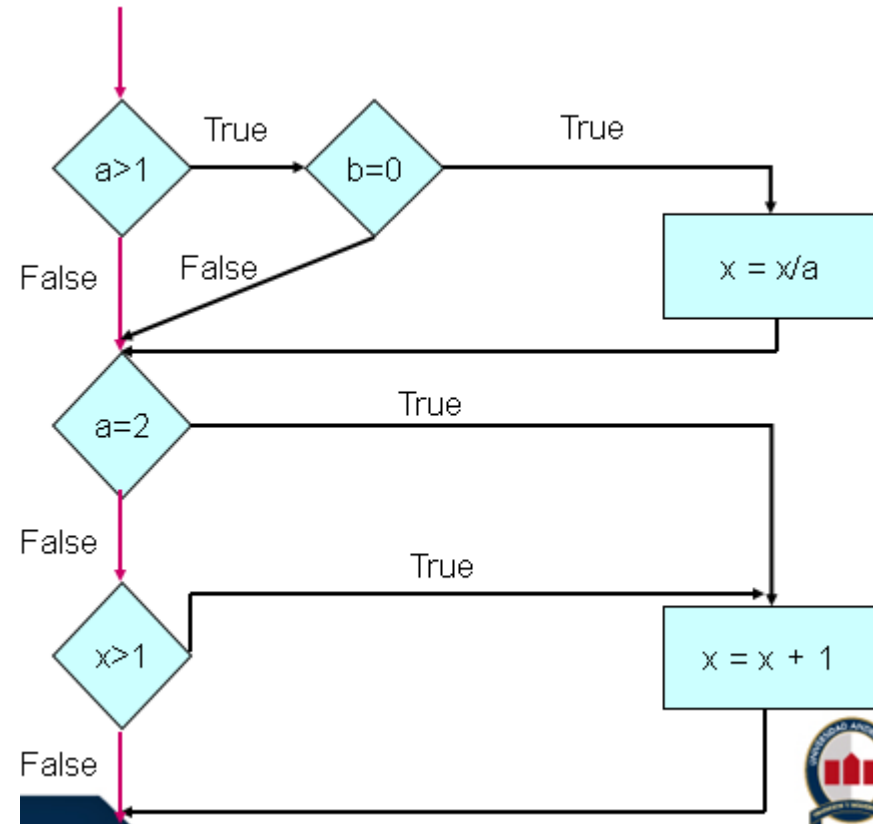 True
True
a>1
b=0
False
False
x = x/a
True
a=2
False
True
x>1
x = x + 1
False